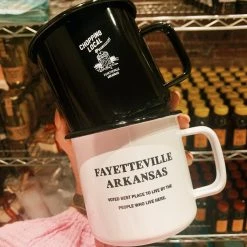 CHOPPING
LOCAL
FAYETTEVILLE
ARKANSAS
VOTED BEST PLACE TO LIVE BY THE
PEOPLE WHO LIVE HERE.